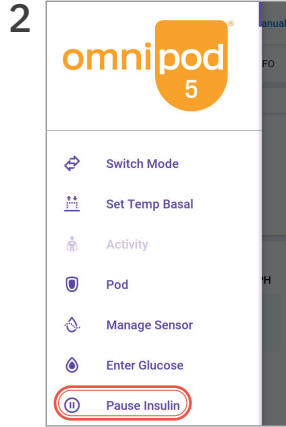 2
omnipod
5
Switch Mode
Set Temp Basal
Activity
Pod
Manage Sensor
Enter Glucose
Pause Insulin